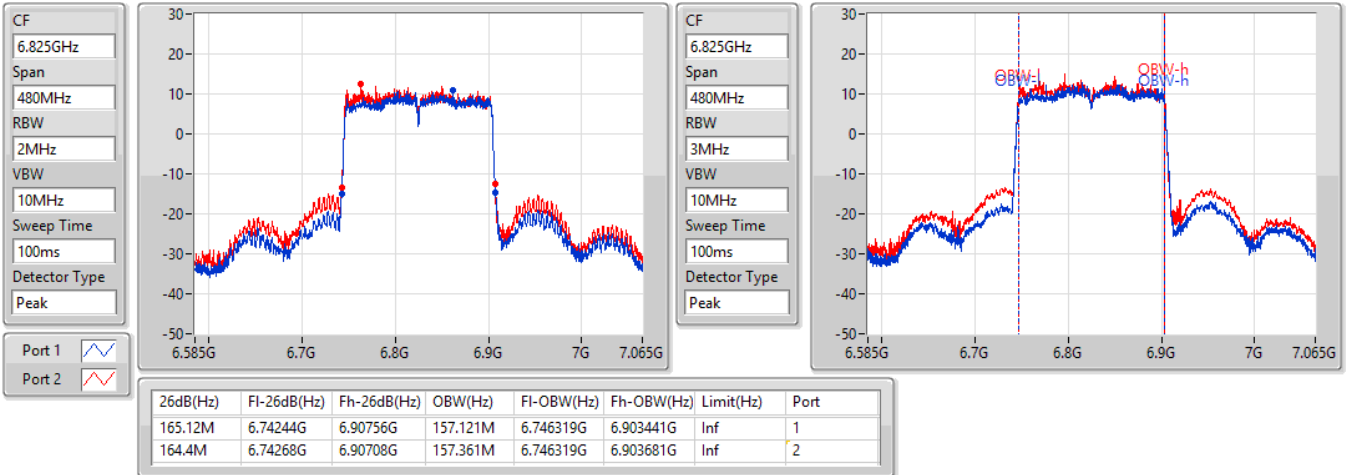 CF
6.825GHz
Span
480MHz
RBW
2MHz
VBW
10MHz
Sweep Time
100ms
Detector Type
Peak
Port 1
Port 2
30
20
10
0
-10
-20
-30
-40
-50
6.585G 6.7G 6.8G 6.9G 7G 7.065G
CF
6.825GHz
Span
480MHz
RBW
3MHz
VBW
10MHz
Sweep Time
100ms
Detector Type
Peak
30
20
10
0
-10
-20
-30
-40
-50
OBW-l
OBW-l
OBW-h
OBW-h
6.585G 6.7G 6.8G 6.9G 7G 7.065G
26dB(Hz) Fl-26dB(Hz) Fh-26dB(Hz) OBW(Hz) Fl-OBW(Hz) Fh-OBW(Hz) Limit(Hz) Port
165.12M 6.74244G 6.90756G 157.121M 6.746319G 6.903441G Inf 1
164.4M 6.74268G 6.90708G 157.361M 6.746319G 6.903681G Inf 2